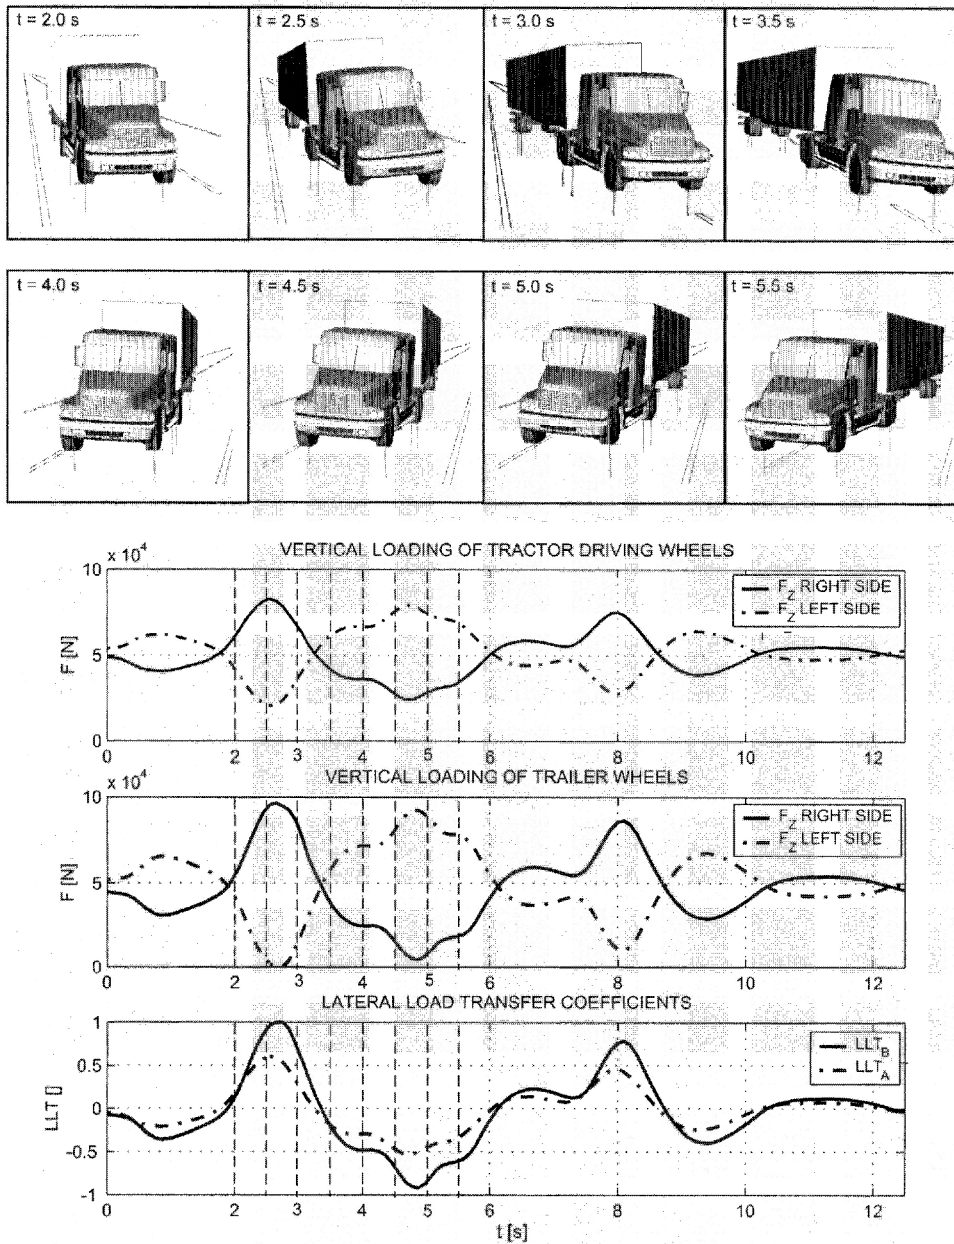 t = 2.0 s
t = 2.5 s
t = 3.0 s
t = 3.5 s
t = 4.0 s
t = 4.5 s
t = 5.0 s
t = 5.5 s
x 10^4
VERTICAL LOADING OF TRACTOR DRIVING WHEELS
10
5
0
F [N]
F_Z RIGHT SIDE
F_Z LEFT SIDE
0 2 3 4 5 6 8 10 12
x 10^4
VERTICAL LOADING OF TRAILER WHEELS
10
5
0
F [N]
F_Z RIGHT SIDE
F_Z LEFT SIDE
0 2 3 4 5 6 8 10 12
LATERAL LOAD TRANSFER COEFFICIENTS
1
0.5
0
-0.5
-1
LLT []
LLT_B
LLT_A
0 2 3 4 5 6 8 10 12
t [s]